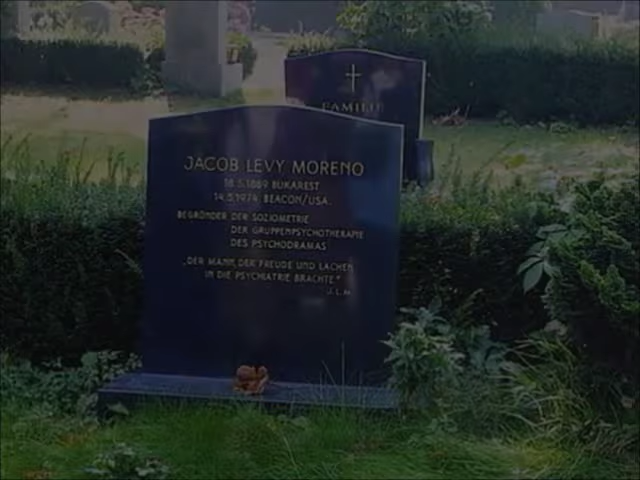 FAMILIE
JACOB LEVY MORENO
18.5.1889 BUKAREST
14.5.1974 BEACON/USA.
BEGRÜNDER DER SOZIOMETRIE
DER GRUPPENPSYCHOTHERAPIE
DES PSYCHODRAMAS
„DER MANN, DER FREUDE UND LACHEN
IN DIE PSYCHIATRIE BRACHTE"
J.L.M